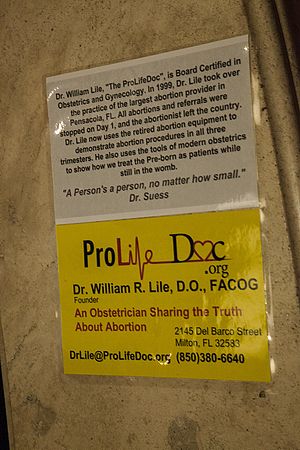 Dr. William Lile, "The ProLifeDoc", is Board Certified in
Obstetrics and Gynecology. In 1999, Dr. Lile took over
the practice of the largest abortion provider in
Pensacola, FL. All abortions and referrals were
stopped on Day 1, and the abortionist left the country.
Dr. Lile now uses the retired abortion equipment to
demonstrate abortion procedures in all three
trimesters. He also uses the tools of modern obstetrics
to show how we treat the Pre-born as patients while
still in the womb.
"A Person's a person, no matter how small."
Dr. Suess
ProLife Doc
.org
Dr. William R. Lile, D.O., FACOG
Founder
An Obstetrician Sharing the Truth
About Abortion
2145 Del Barco Street
Milton, FL 32583
DrLile@ProLifeDoc.org (850)380-6640